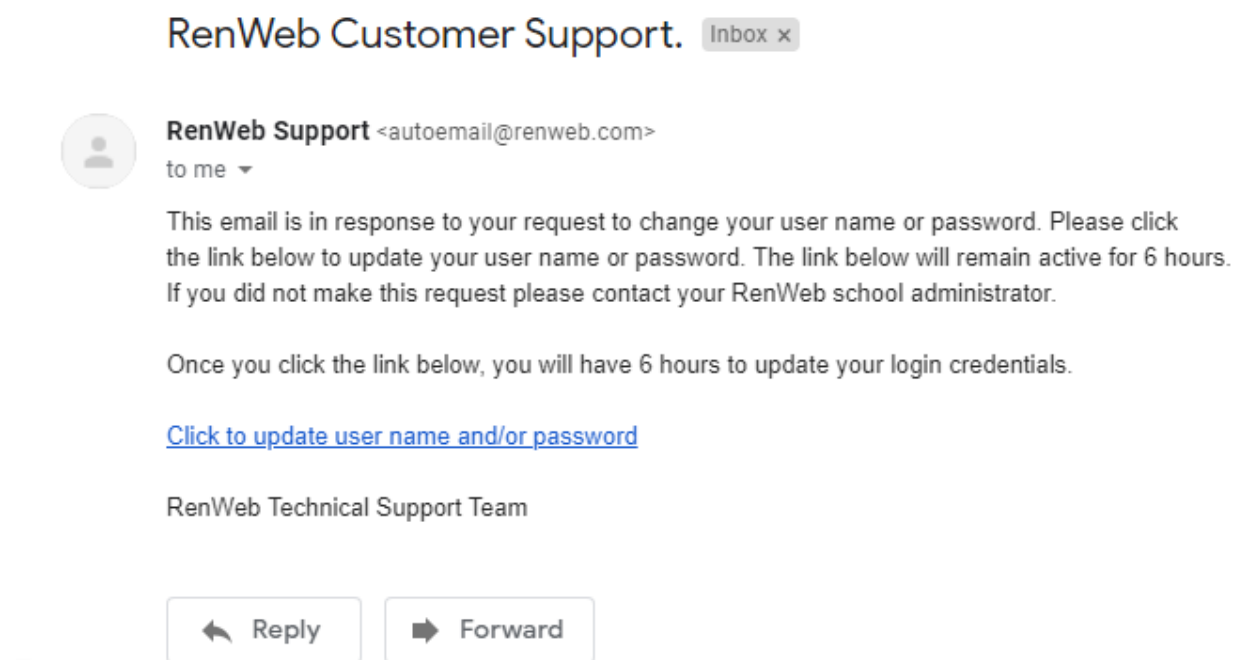 RenWeb Customer Support. Inbox ×
RenWeb Support <autoemail@renweb.com>
to me
This email is in response to your request to change your user name or password. Please click
the link below to update your user name or password. The link below will remain active for 6 hours.
If you did not make this request please contact your RenWeb school administrator.
Once you click the link below, you will have 6 hours to update your login credentials.
Click to update user name and/or password
RenWeb Technical Support Team
Reply Forward